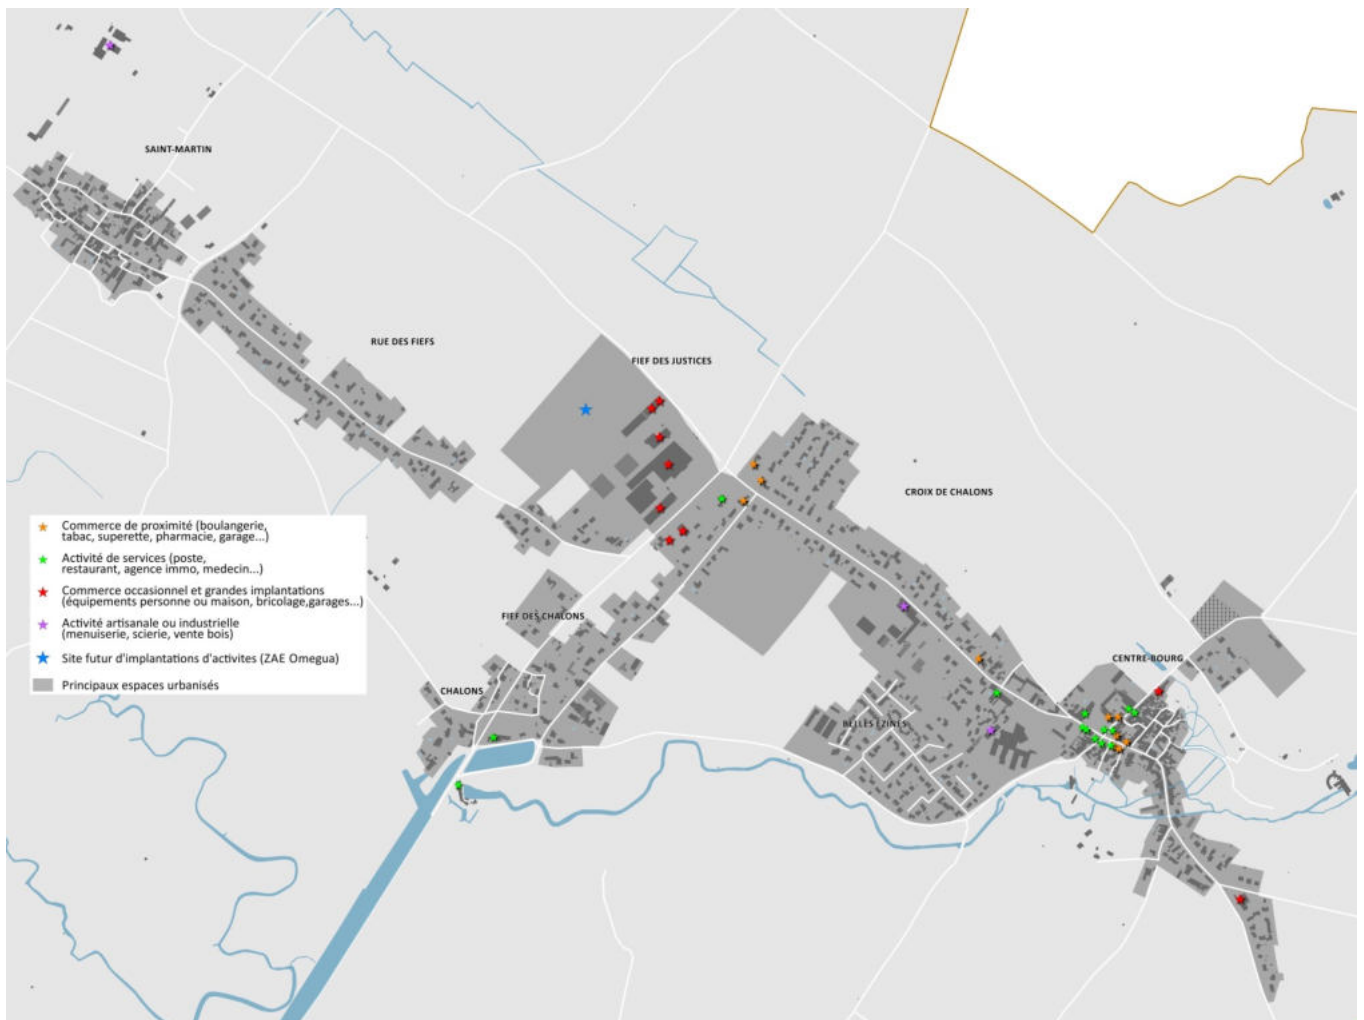 SAINT-MARTIN
RUE DES FIEFS
FIEF DES JUSTICES
CROIX DE CHALONS
Commerce de proximité (boulangerie,
tabac, superette, pharmacie, garage...)
Activité de services (poste,
restaurant, agence immo, medecin...)
Commerce occasionnel et grandes implantations
(équipements personne ou maison, bricolage,garages...)
Activité artisanale ou industrielle
(menuiserie, scierie, vente bois)
Site futur d'implantations d'activites (ZAE Omegua)
Principaux espaces urbanisés
FIEF DES CHALONS
CENTRE-BOURG
CHALONS
BELLES EZINES